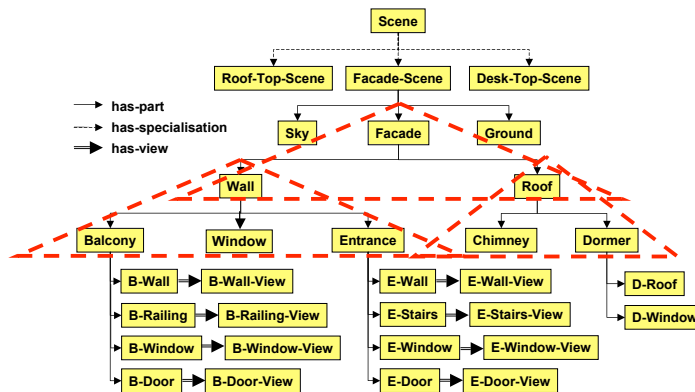 Scene
Roof-Top-Scene Facade-Scene Desk-Top-Scene
has-part
has-specialisation
has-view
Sky Facade Ground
Wall Roof
Balcony Window Entrance Chimney Dormer
B-Wall B-Wall-View E-Wall E-Wall-View D-Roof
B-Railing B-Railing-View E-Stairs E-Stairs-View D-Window
B-Window B-Window-View E-Window E-Window-View
B-Door B-Door-View E-Door E-Door-View